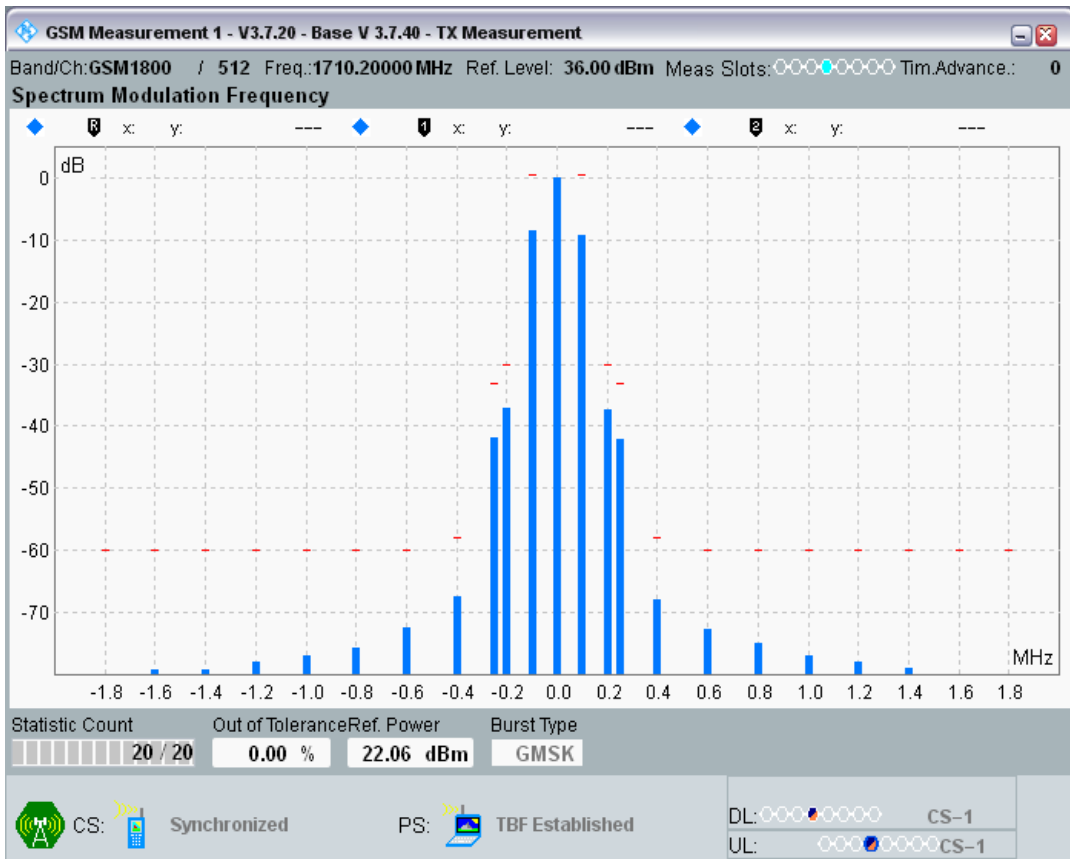 GSM Measurement 1 - V3.7.20 - Base V 3.7.40 - TX Measurement
Band/Ch:GSM1800 / 512 Freq.:1710.20000 MHz Ref. Level: 36.00 dBm Meas Slots: Tim.Advance.: 0
Spectrum Modulation Frequency
R x: y: --- 1 x: y: --- 2 x: y: ---
dB
0
-10
-20
-30
-40
-50
-60
-70
MHz
-1.8 -1.6 -1.4 -1.2 -1.0 -0.8 -0.6 -0.4 -0.2 0.0 0.2 0.4 0.6 0.8 1.0 1.2 1.4 1.6 1.8
Statistic Count Out of Tolerance Ref. Power Burst Type
20 / 20 0.00 % 22.06 dBm GMSK
CS: Synchronized PS: TBF Established
DL: CS-1
UL: CS-1